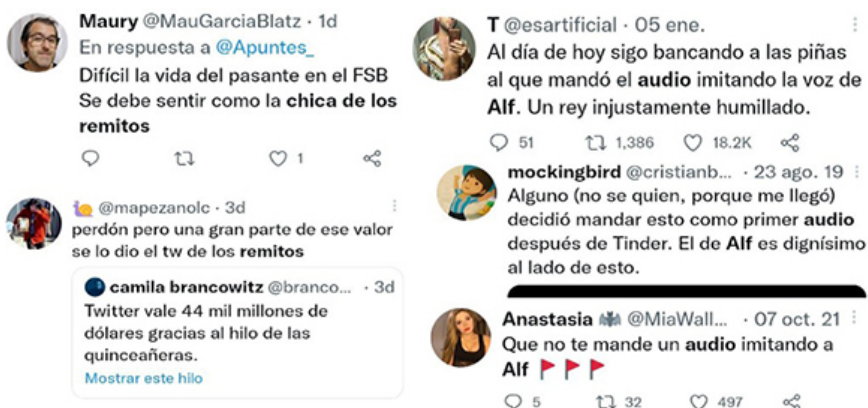 Maury @MauGarciaBlatz · 1d
En respuesta a @Apuntes_
Difícil la vida del pasante en el FSB
Se debe sentir como la chica de los
remitos
1
@mapezanolc · 3d
perdón pero una gran parte de ese valor
se lo dio el tw de los remitos
camila brancowitz @branco... · 3d
Twitter vale 44 mil millones de
dólares gracias al hilo de las
quinceañeras.
Mostrar este hilo
T @esartificial · 05 ene.
Al día de hoy sigo bancando a las piñas
al que mandó el audio imitando la voz de
Alf. Un rey injustamente humillado.
51 1,386 18.2K
mockingbird @cristianb... · 23 ago. 19
Alguno (no se quien, porque me llegó)
decidió mandar esto como primer audio
después de Tinder. El de Alf es dignísimo
al lado de esto.
Anastasia @MiaWall... · 07 oct. 21
Que no te mande un audio imitando a
Alf
5 32 497